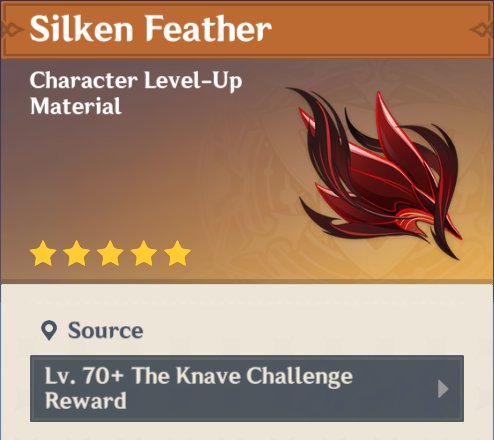 Silken Feather
Character Level-Up
Material
Source
Lv. 70+ The Knave Challenge
Reward